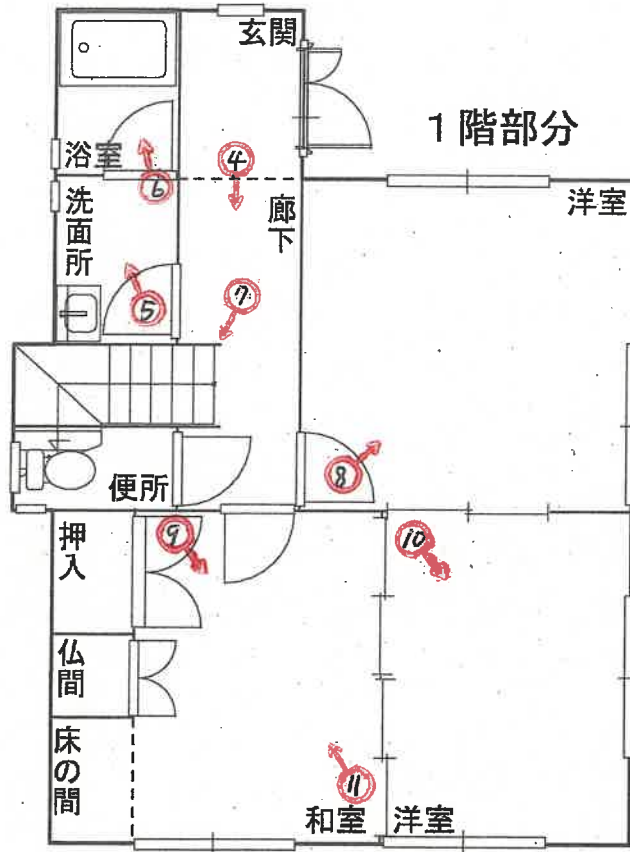 玄関
1階部分
浴室
④
⑥
洗面所
廊下
洋室
⑤
⑦
⑧
便所
押入
⑨
⑩
仏間
床の間
⑪
和室
洋室